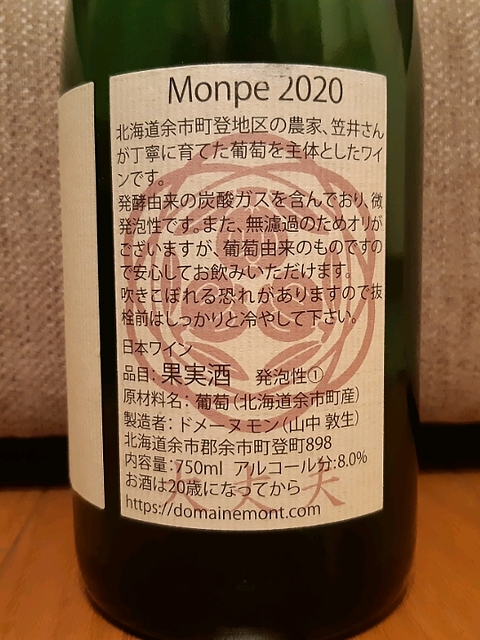 Monpe 2020
北海道余市町登地区の農家、笠井さん
が丁寧に育てた葡萄を主体としたワイ
ンです。
発酵由来の炭酸ガスを含んでおり、微
発泡性です。また、無濾過のためオリが
ございますが、葡萄由来のものですの
で安心してお飲みいただけます。
吹きこぼれる恐れがありますので抜
栓前はしっかりと冷やして下さい。
日本ワイン
品目：果実酒　発泡性①
原材料名：葡萄（北海道余市町産）
製造者：ドメーヌモン（山中 敦生）
北海道余市郡余市町登町898
内容量：750ml アルコール分：8.0%
お酒は20歳になってから
https://domainemont.com